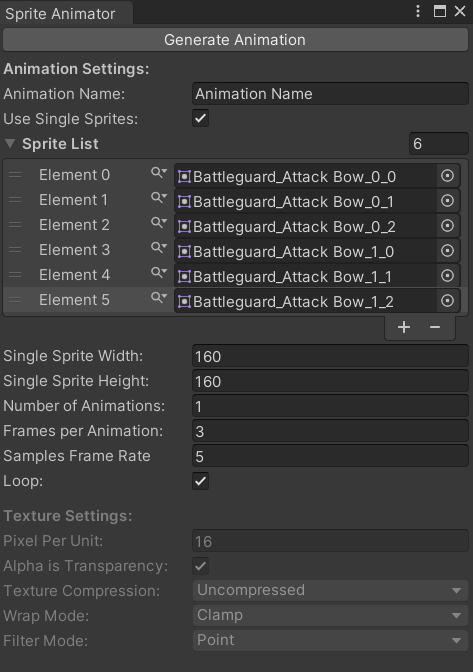 Sprite Animator
Generate Animation
Animation Settings:
Animation Name: Animation Name
Use Single Sprites:
Sprite List 6
Element 0 Battleguard_Attack Bow_0_0
Element 1 Battleguard_Attack Bow_0_1
Element 2 Battleguard_Attack Bow_0_2
Element 3 Battleguard_Attack Bow_1_0
Element 4 Battleguard_Attack Bow_1_1
Element 5 Battleguard_Attack Bow_1_2
Single Sprite Width: 160
Single Sprite Height: 160
Number of Animations: 1
Frames per Animation: 3
Samples Frame Rate 5
Loop:
Texture Settings:
Pixel Per Unit: 16
Alpha is Transparency:
Texture Compression: Uncompressed
Wrap Mode: Clamp
Filter Mode: Point